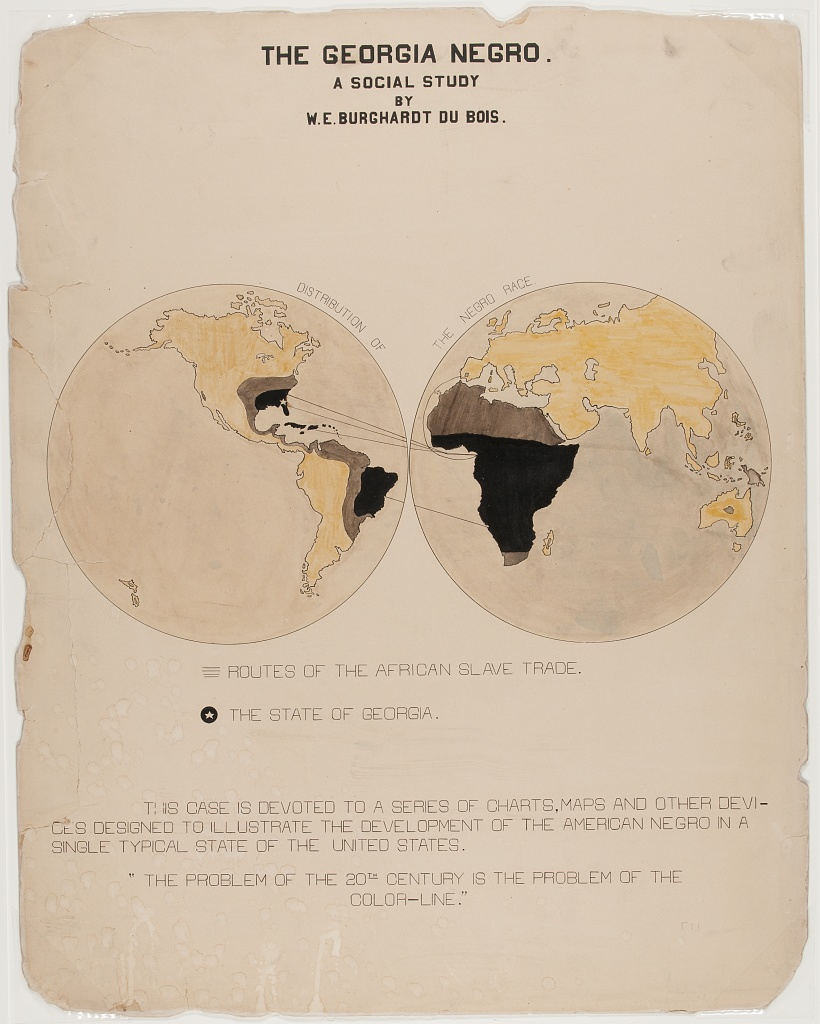 THE GEORGIA NEGRO.
A SOCIAL STUDY
BY
W.E.BURGHARDT DU BOIS.
DISTRIBUTION OF
THE NEGRO RACE.
ROUTES OF THE AFRICAN SLAVE TRADE.
THE STATE OF GEORGIA.
THIS CASE IS DEVOTED TO A SERIES OF CHARTS, MAPS AND OTHER DEVI-
CES DESIGNED TO ILLUSTRATE THE DEVELOPMENT OF THE AMERICAN NEGRO IN A
SINGLE TYPICAL STATE OF THE UNITED STATES.
" THE PROBLEM OF THE 20TH CENTURY IS THE PROBLEM OF THE
COLOR-LINE."